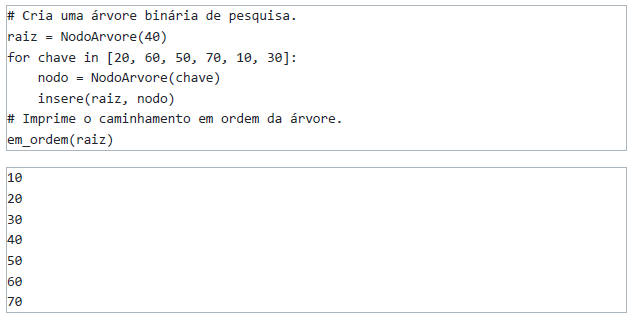 # Cria uma árvore binária de pesquisa.
raiz = NodoArvore(40)
for chave in [20, 60, 50, 70, 10, 30]:
    nodo = NodoArvore(chave)
    insere(raiz, nodo)
# Imprime o caminhamento em ordem da árvore.
em_ordem(raiz)
10
20
30
40
50
60
70